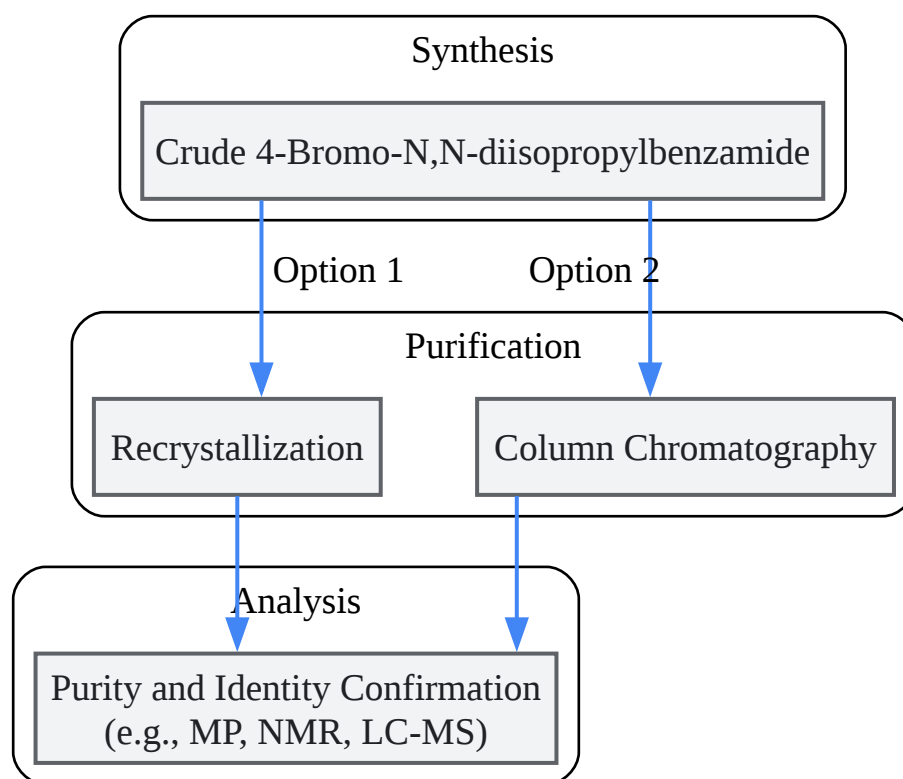 Synthesis
Crude 4-Bromo-N,N-diisopropylbenzamide
Option 1
Option 2
Purification
Recrystallization
Column Chromatography
Analysis
Purity and Identity Confirmation
(e.g., MP, NMR, LC-MS)